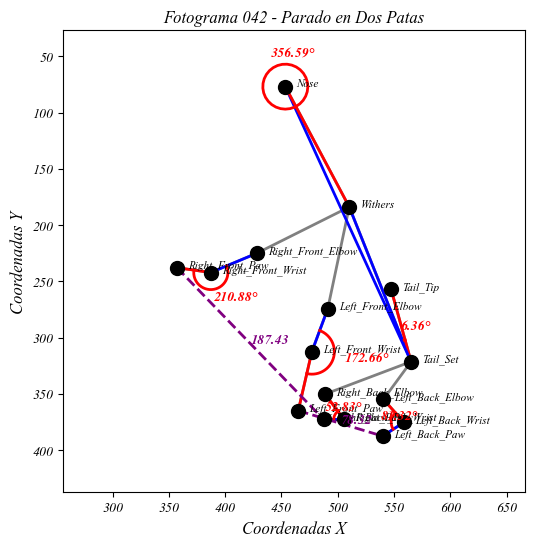 Fotograma 042 - Parado en Dos Patas
356.59°
Nose
50
100
150
Withers
200
Right_Front_Elbow
Right_Front_Paw
Right_Front_Wrist
250
Tail_Tip
210.88°
Left_Front_Elbow
300
6.36°
187.43
Left_Front_Wrist
172.66°
Tail_Set
350
Right_Back_Elbow
Left_Back_Elbow
Left_Front_Paw
Left_Back_Wrist
Left_Back_Paw
400
300
350
400
450
500
550
600
650
Coordenadas X
Coordenadas Y